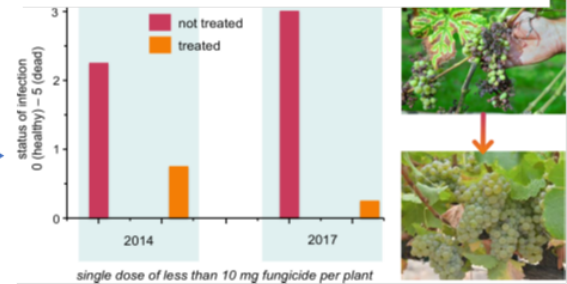 3
2
1
0
status of infection
0 (healthy) – 5 (dead)
not treated
treated
2014
2017
single dose of less than 10 mg fungicide per plant